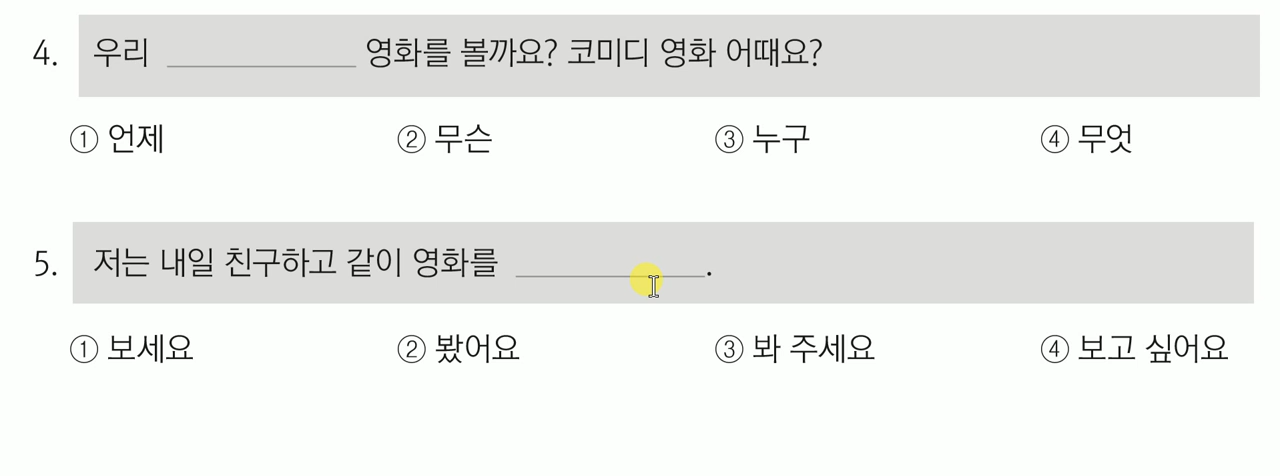 4. 우리 ____________ 영화를 볼까요? 코미디 영화 어때요?
① 언제 ② 무슨 ③ 누구 ④ 무엇
5. 저는 내일 친구하고 같이 영화를 ____________.
① 보세요 ② 봤어요 ③ 봐 주세요 ④ 보고 싶어요